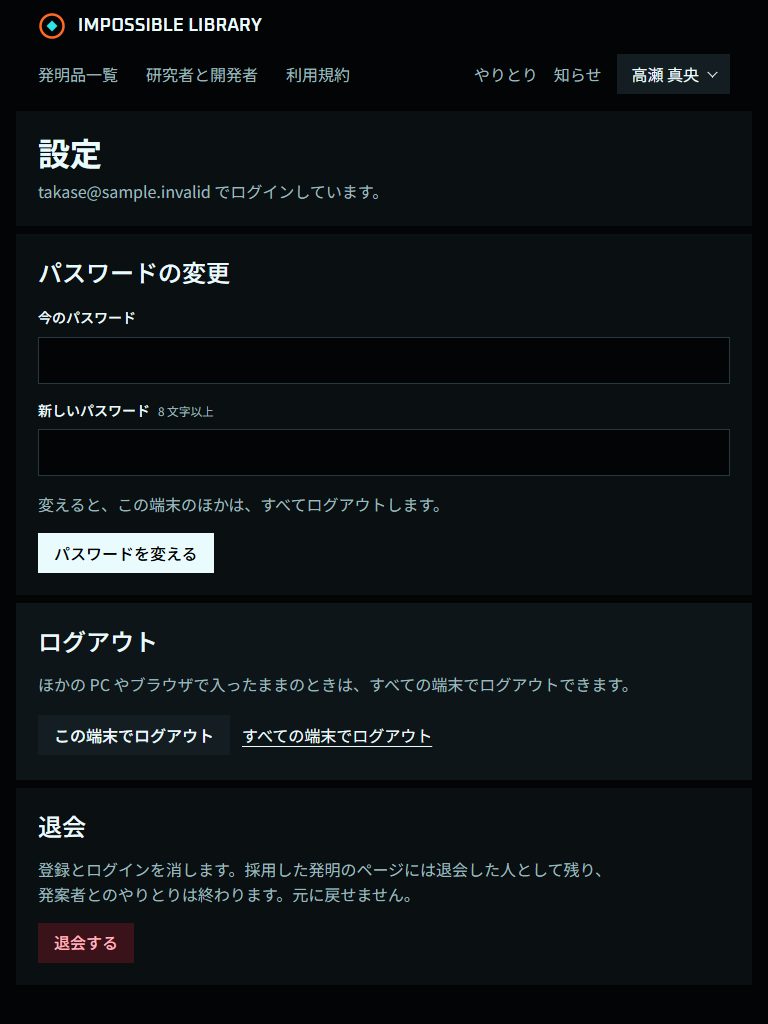 IMPOSSIBLE LIBRARY
発明品一覧 研究者と開発者 利用規約 やりとり 知らせ 高瀬 真央
設定
takase@sample.invalid でログインしています。
パスワードの変更
今のパスワード
新しいパスワード 8 文字以上
変えると、この端末のほかは、すべてログアウトします。
パスワードを変える
ログアウト
ほかの PC やブラウザで入ったままのときは、すべての端末でログアウトできます。
この端末でログアウト すべての端末でログアウト
退会
登録とログインを消します。採用した発明のページには退会した人として残り、
発案者とのやりとりは終わります。元に戻せません。
退会する